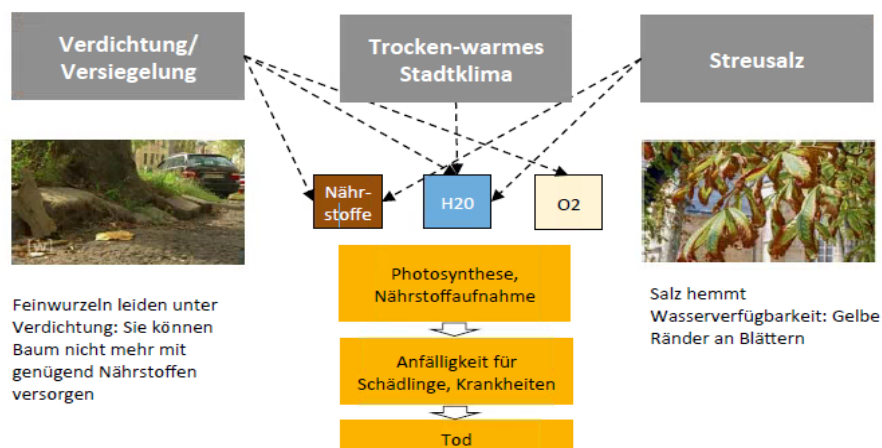 Verdichtung/
Versiegelung
Trocken-warmes
Stadtklima
Streusalz
Nähr-
stoffe
H20
O2
[W]
Photosynthese,
Nährstoffaufnahme
Feinwurzeln leiden unter
Verdichtung: Sie können
Baum nicht mehr mit
genügend Nährstoffen
versorgen
Salz hemmt
Wasserverfügbarkeit: Gelbe
Ränder an Blättern
Anfälligkeit für
Schädlinge, Krankheiten
Tod